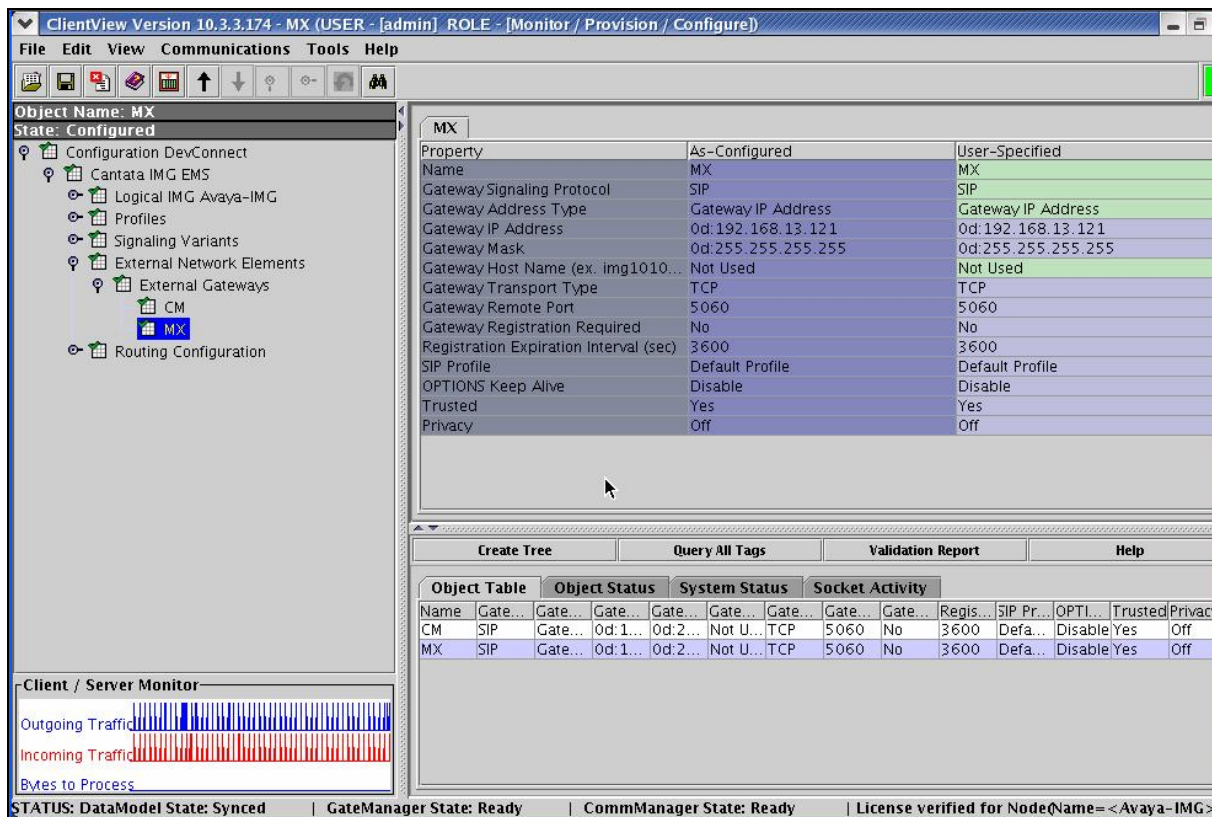 ClientView Version 10.3.3.174 - MX (USER - [admin] ROLE - [Monitor / Provision / Configure])
File Edit View Communications Tools Help
Object Name: MX
State: Configured
Configuration DevConnect
Cantata IMG EMS
Logical IMG Avaya-IMG
Profiles
Signaling Variants
External Network Elements
External Gateways
CM
MX
Routing Configuration
MX
Property As-Configured User-Specified
Name MX MX
Gateway Signaling Protocol SIP SIP
Gateway Address Type Gateway IP Address Gateway IP Address
Gateway IP Address 0d:192.168.13.121 0d:192.168.13.121
Gateway Mask 0d:255.255.255.255 0d:255.255.255.255
Gateway Host Name (ex. img1010... Not Used Not Used
Gateway Transport Type TCP TCP
Gateway Remote Port 5060 5060
Gateway Registration Required No No
Registration Expiration Interval (sec) 3600 3600
SIP Profile Default Profile Default Profile
OPTIONS Keep Alive Disable Disable
Trusted Yes Yes
Privacy Off Off
Create Tree Query All Tags Validation Report Help
Object Table Object Status System Status Socket Activity
Name Gate... Gate... Gate... Gate... Gate... Gate... Gate... Gate... Regis... SIP Pr... OPTI... Trusted Privac
CM SIP Gate... 0d:1... 0d:2... Not U... TCP 5060 No 3600 Defa... Disable Yes Off
MX SIP Gate... 0d:1... 0d:2... Not U... TCP 5060 No 3600 Defa... Disable Yes Off
Client / Server Monitor
Outgoing Traffic
Incoming Traffic
Bytes to Process
STATUS: DataModel State: Synced | GateManager State: Ready | CommManager State: Ready | License verified for Node(Name=<Avaya-IMG>